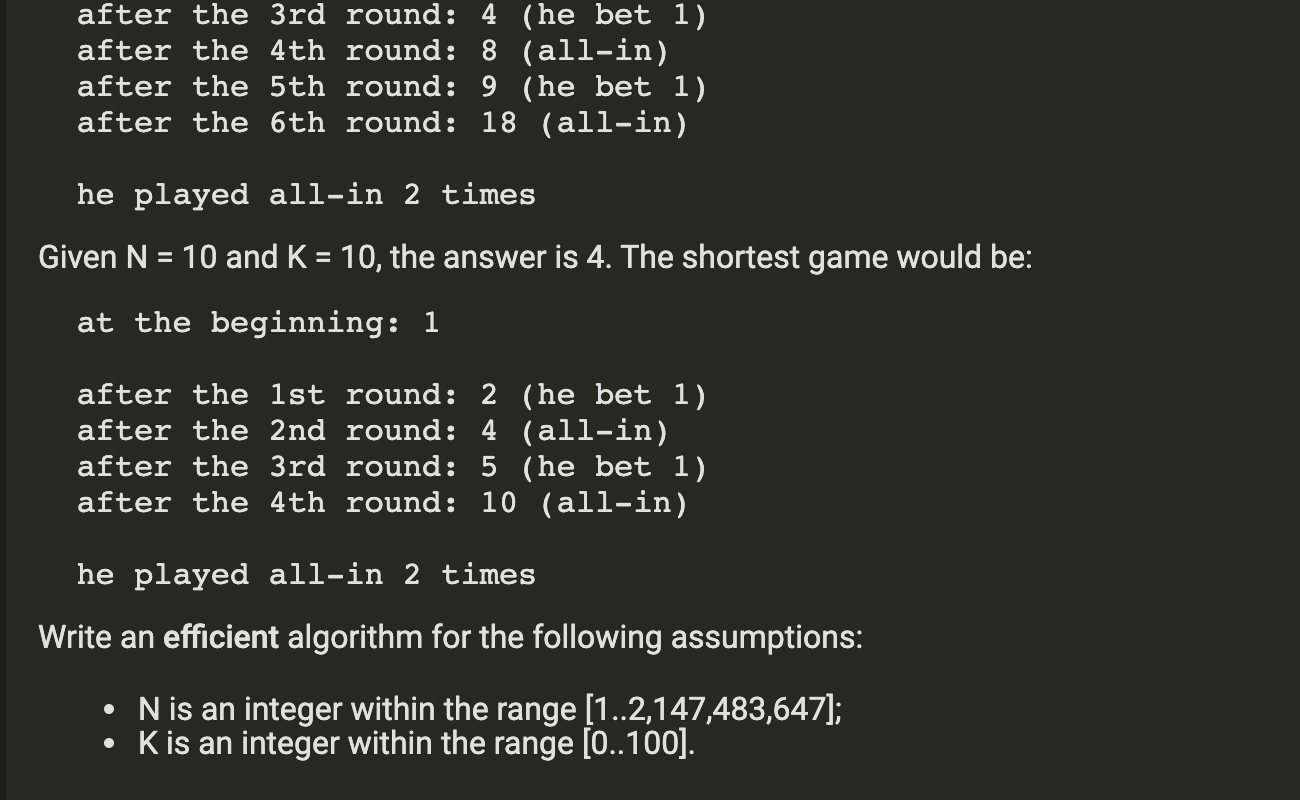 after the 3rd round: 4 (he bet 1)
after the 4th round: 8 (all-in)
after the 5th round: 9 (he bet 1)
after the 6th round: 18 (all-in)
he played all-in 2 times
Given N = 10 and K = 10, the answer is 4. The shortest game would be:
at the beginning: 1
after the 1st round: 2 (he bet 1)
after the 2nd round: 4 (all-in)
after the 3rd round: 5 (he bet 1)
after the 4th round: 10 (all-in)
he played all-in 2 times
Write an efficient algorithm for the following assumptions:
• N is an integer within the range [1..2,147,483,647];
• K is an integer within the range [0..100].